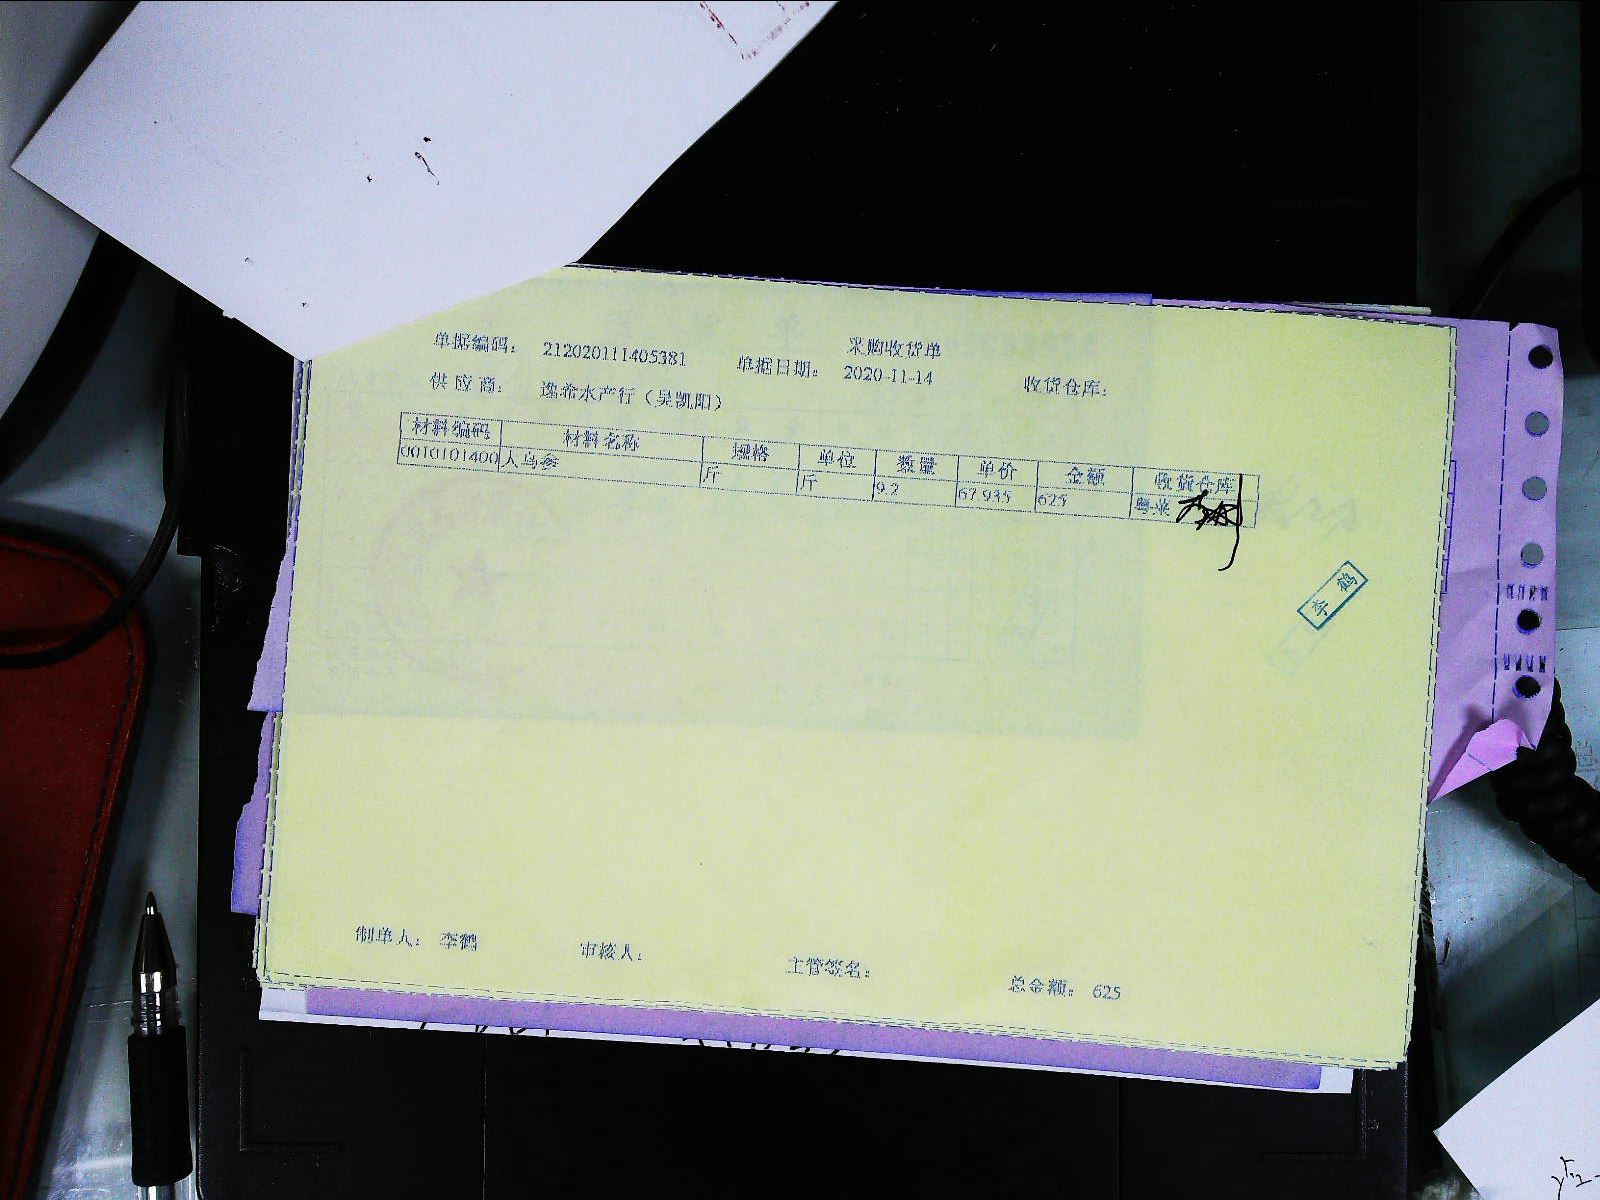 采购收货单
单据编码: 212020111405381 单据日期: 2020-11-14 收货仓库:
供应商: 逸希水产行（吴凯阳）
材料编码 材料名称 规格 单位 数量 单价 金额 收货仓库
0010101400 人乌参 斤 斤 9.2 67.935 625 粤菜
李鹤
制单人: 李鹤 审核人: 主管签名: 总金额: 625